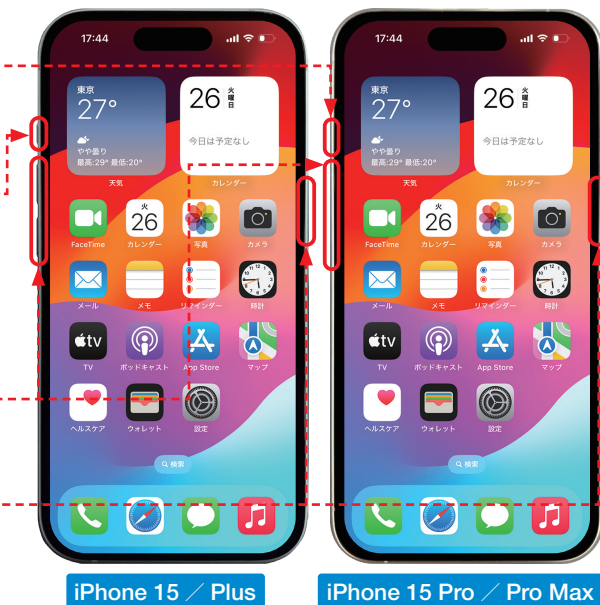 17:44
東京
27°
やや曇り
最高:29° 最低:20°
天気
26 火曜日
今日は予定なし
カレンダー
FaceTime
火
26
カレンダー
写真
カメラ
メール
メモ
リマインダー
時計
tv
TV
ポッドキャスト
App Store
マップ
ヘルスケア
ウォレット
設定
検索
iPhone 15 ／ Plus
17:44
東京
27°
やや曇り
最高:29° 最低:20°
天気
26 火曜日
今日は予定なし
カレンダー
FaceTime
火
26
カレンダー
写真
カメラ
メール
メモ
リマインダー
時計
tv
TV
ポッドキャスト
App Store
マップ
ヘルスケア
ウォレット
設定
検索
iPhone 15 Pro ／ Pro Max